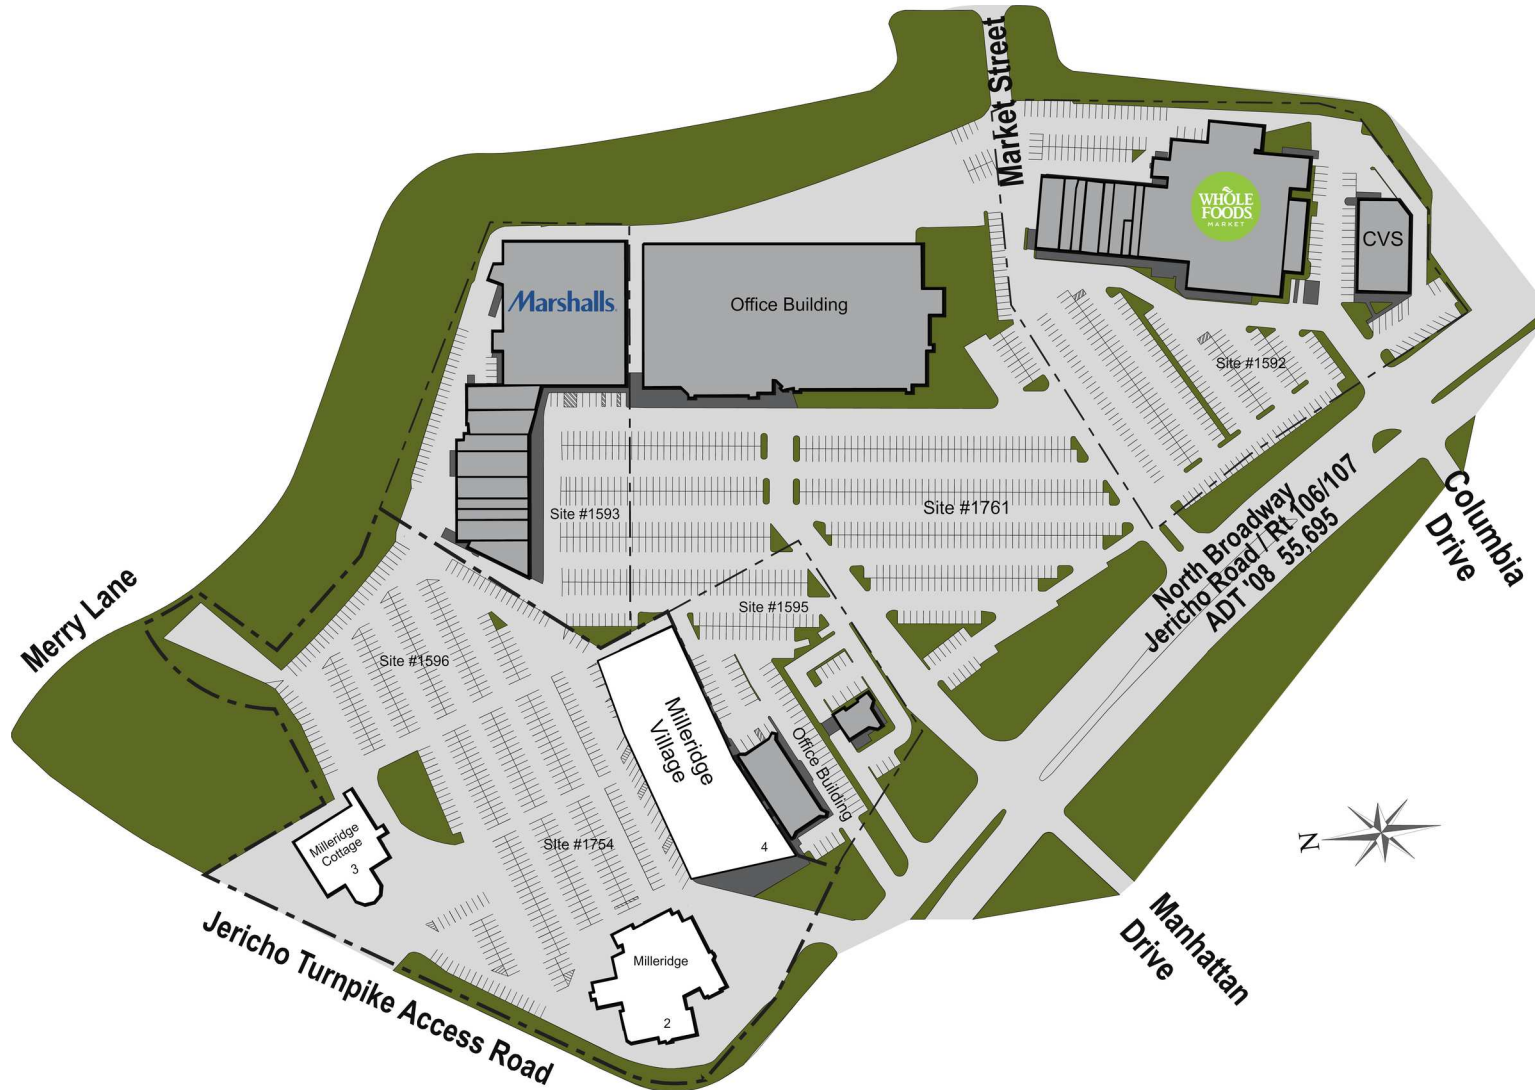 Market Street
WHOLE
FOODS
MARKET
CVS
Marshalls.
Office Building
Site #1592
Site #1593
Site #1761
North Broadway
Jericho Road / Rt 106/107
ADT '08  55,695
Columbia
Drive
Site #1595
Merry Lane
Site #1596
Milleridge
Village
4
Office Building
SIte #1754
Milleridge
Cottage
3
N
Manhattan
Drive
Jericho Turnpike Access Road
Milleridge
2